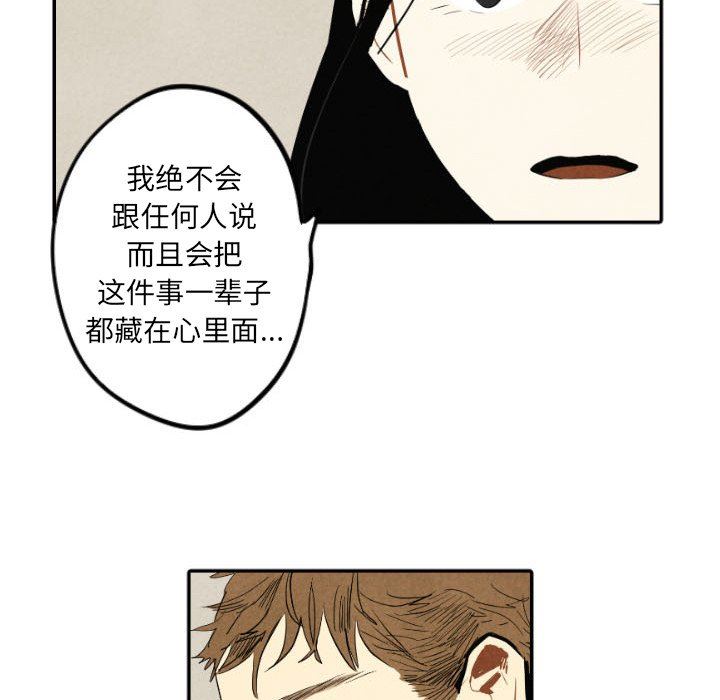 我绝不会
跟任何人说
而且会把
这件事一辈子
都藏在心里面...